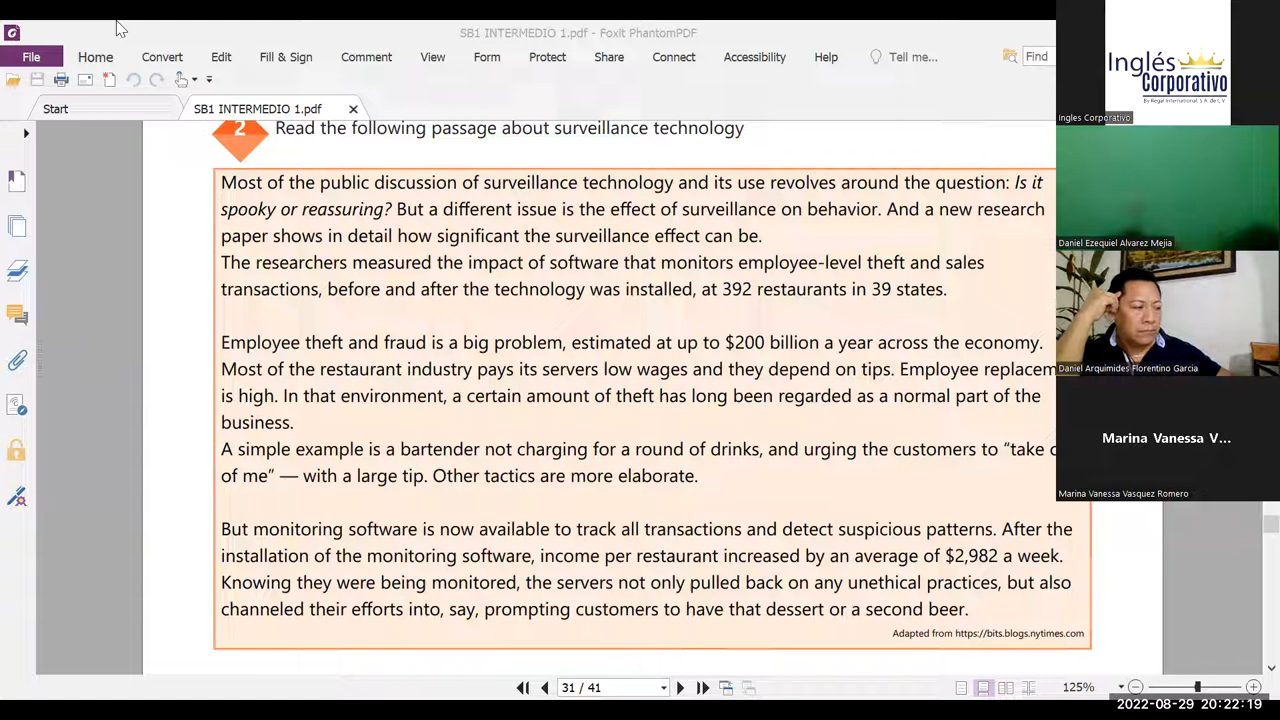 SB1 INTERMEDIO 1.pdf - Foxit PhantomPDF
File Home Convert Edit Fill & Sign Comment View Form Protect Share Connect Accessibility Help Tell me... Find
Start SB1 INTERMEDIO 1.pdf
2 Read the following passage about surveillance technology
Most of the public discussion of surveillance technology and its use revolves around the question: Is it
spooky or reassuring? But a different issue is the effect of surveillance on behavior. And a new research
paper shows in detail how significant the surveillance effect can be.
The researchers measured the impact of software that monitors employee-level theft and sales
transactions, before and after the technology was installed, at 392 restaurants in 39 states.
Employee theft and fraud is a big problem, estimated at up to $200 billion a year across the economy.
Most of the restaurant industry pays its servers low wages and they depend on tips. Employee replacem
is high. In that environment, a certain amount of theft has long been regarded as a normal part of the
business.
A simple example is a bartender not charging for a round of drinks, and urging the customers to “take c
of me” — with a large tip. Other tactics are more elaborate.
But monitoring software is now available to track all transactions and detect suspicious patterns. After the
installation of the monitoring software, income per restaurant increased by an average of $2,982 a week.
Knowing they were being monitored, the servers not only pulled back on any unethical practices, but also
channeled their efforts into, say, prompting customers to have that dessert or a second beer.
Adapted from https://bits.blogs.nytimes.com
31 / 41
125%
Inglés
Corporativo
By Regal International, S.R. de C.V
Ingles Corporativo
Daniel Ezequiel Alvarez Mejia
Daniel Arquimides Florentino Garcia
Marina Vanessa V...
Marina Vanessa Vasquez Romero
2022-08-29 20:22:19